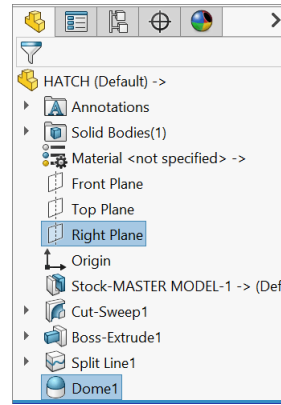 HATCH (Default) ->
Annotations
Solid Bodies(1)
Material <not specified> ->
Front Plane
Top Plane
Right Plane
Origin
Stock-MASTER MODEL-1 -> (Def
Cut-Sweep1
Boss-Extrude1
Split Line1
Dome1